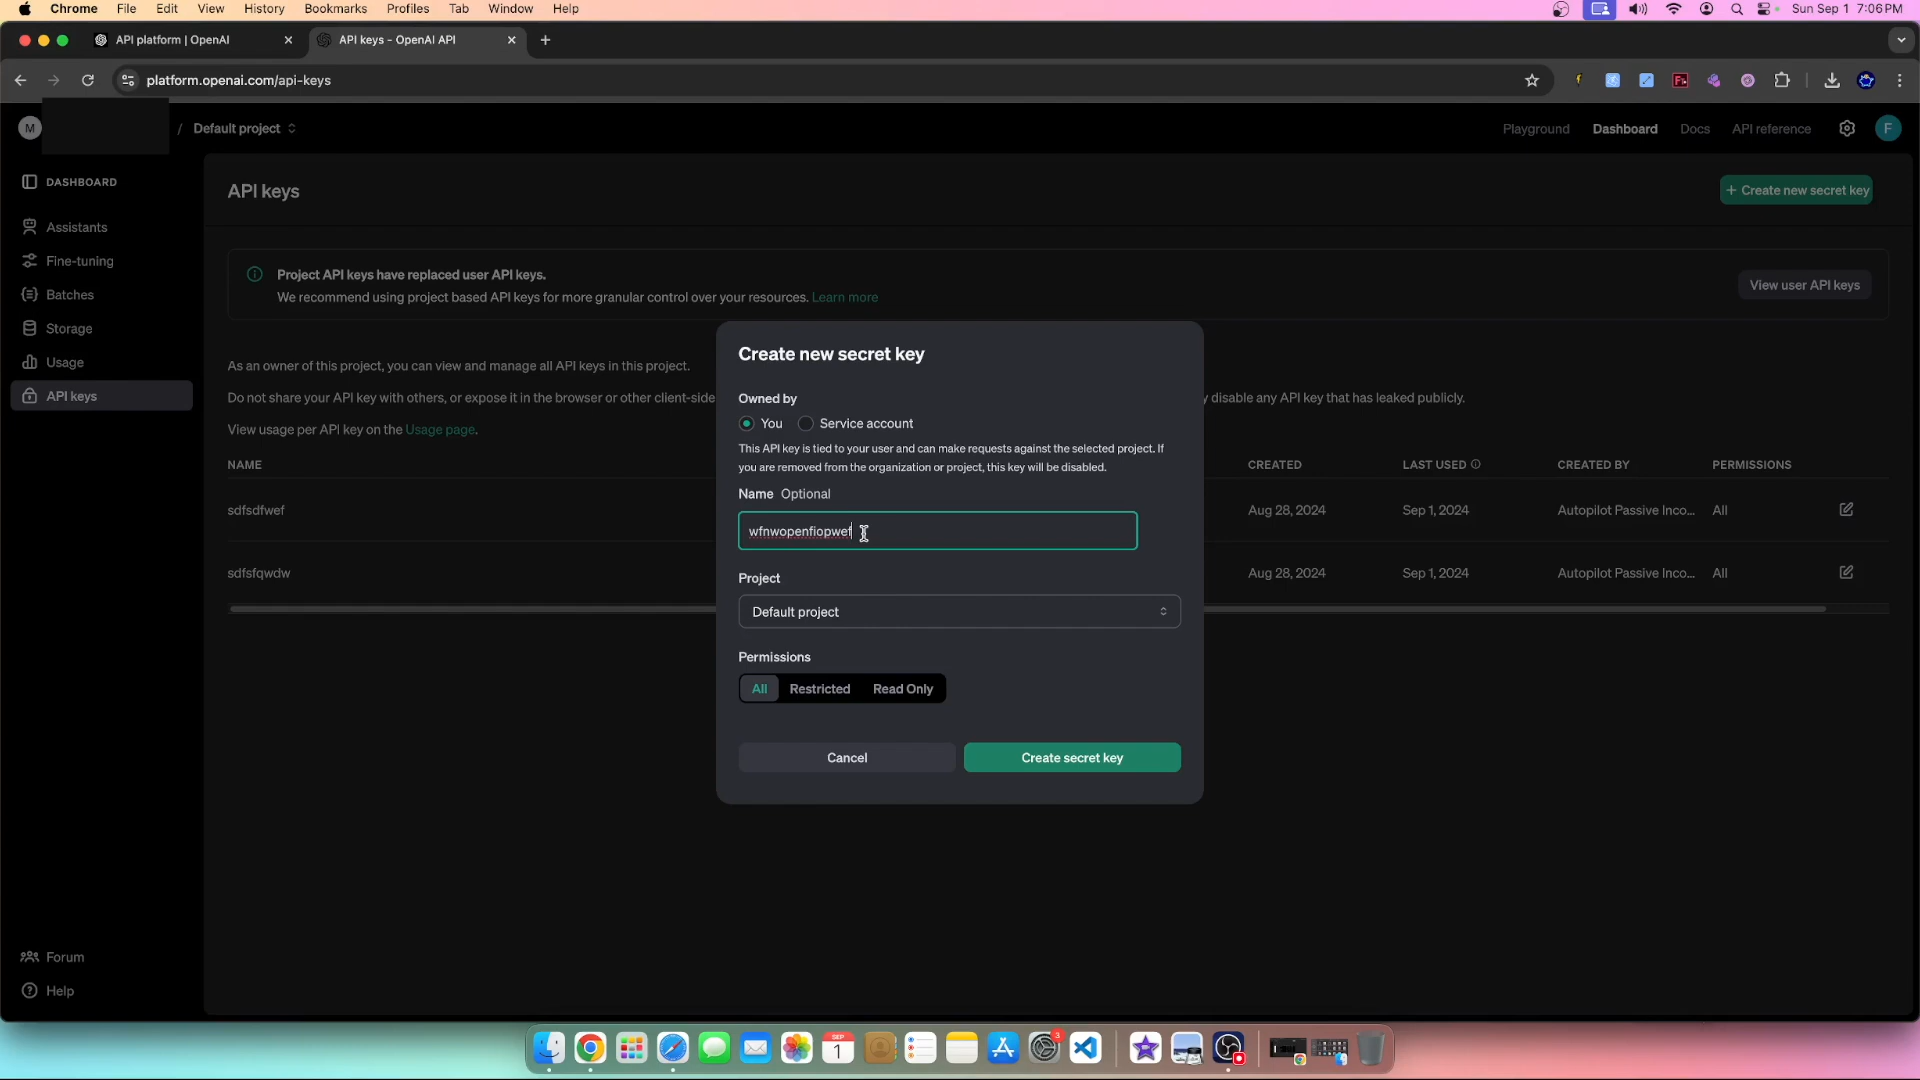 Chrome File Edit View History Bookmarks Profiles Tab Window Help Sun Sep 1 7:06 PM
API platform | OpenAI API keys - OpenAI API
platform.openai.com/api-keys
M / Default project Playground Dashboard Docs API reference F
DASHBOARD
API keys
+ Create new secret key
Assistants
Fine-tuning
Batches
Storage
Usage
API keys
Project API keys have replaced user API keys.
We recommend using project based API keys for more granular control over your resources. Learn more
View user API keys
As an owner of this project, you can view and manage all API keys in this project.
Do not share your API key with others, or expose it in the browser or other client-side
disable any API key that has leaked publicly.
View usage per API key on the Usage page.
NAME CREATED LAST USED CREATED BY PERMISSIONS
sdfsdfwef Aug 28, 2024 Sep 1, 2024 Autopilot Passive Inco... All
sdfsfqwdw Aug 28, 2024 Sep 1, 2024 Autopilot Passive Inco... All
Create new secret key
Owned by
You Service account
This API key is tied to your user and can make requests against the selected project. If
you are removed from the organization or project, this key will be disabled.
Name Optional
wfnwopenfiopwef
Project
Default project
Permissions
All Restricted Read Only
Cancel Create secret key
Forum
Help
SEP
1
3